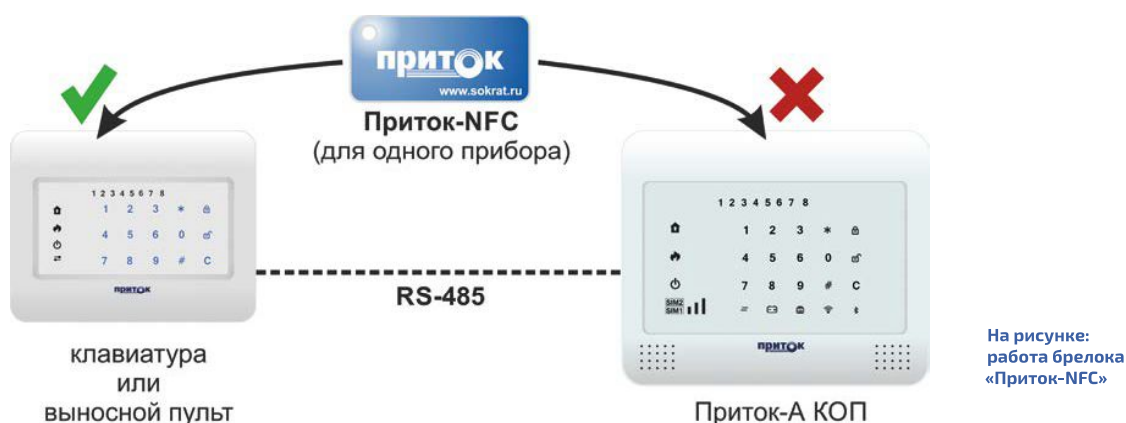 приток
www.sokrat.ru
Приток-NFC
(для одного прибора)
1 2 3 4 5 6 7 8
1 2 3 *
4 5 6 0
7 8 9 # C
приток
RS-485
1 2 3 4 5 6 7 8
1 2 3 *
4 5 6 0
7 8 9 # C
SIM2
SIM1
приток
клавиатура
или
выносной пульт
Приток-А КОП
На рисунке:
работа брелока
«Приток-NFC»